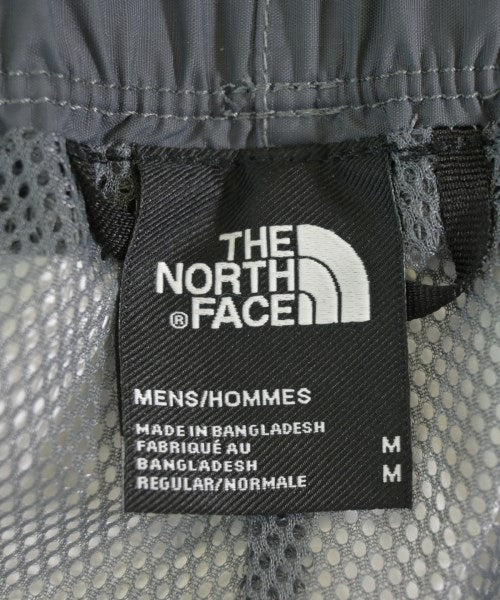 THE
NORTH
® FACE
MENS/HOMMES
MADE IN BANGLADESH
FABRIQUÉ AU M
BANGLADESH M
REGULAR/NORMALE